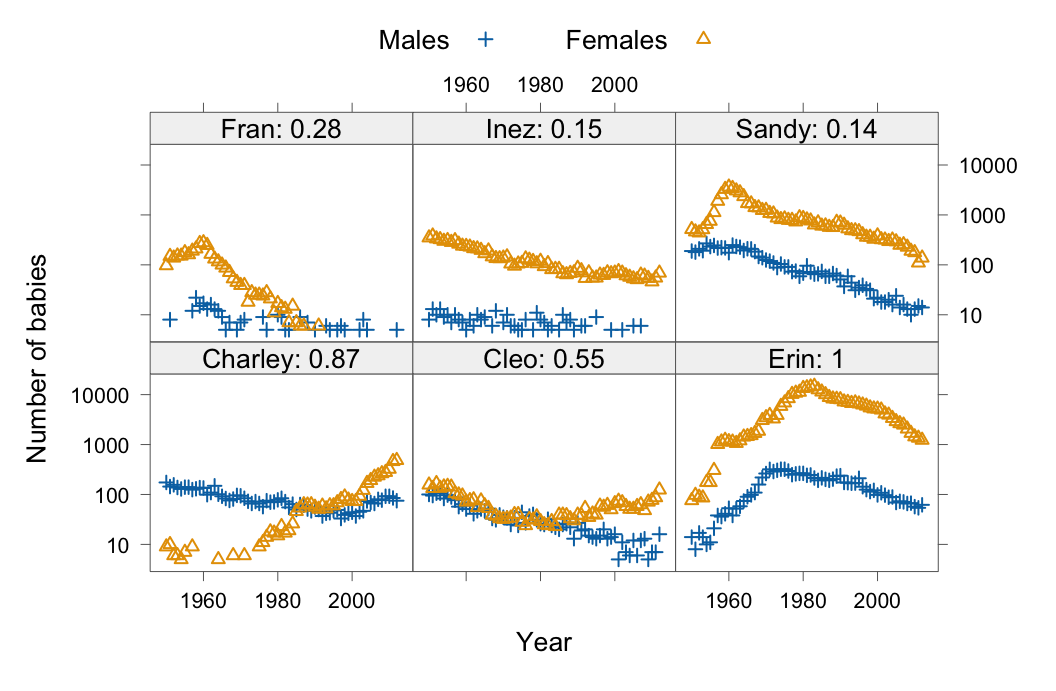 Males Females
1960 1980 2000
Fran: 0.28 Inez: 0.15 Sandy: 0.14
10000
1000
100
10
Number of babies
Charley: 0.87 Cleo: 0.55 Erin: 1
10000
1000
100
10
1960 1980 2000 1960 1980 2000
Year